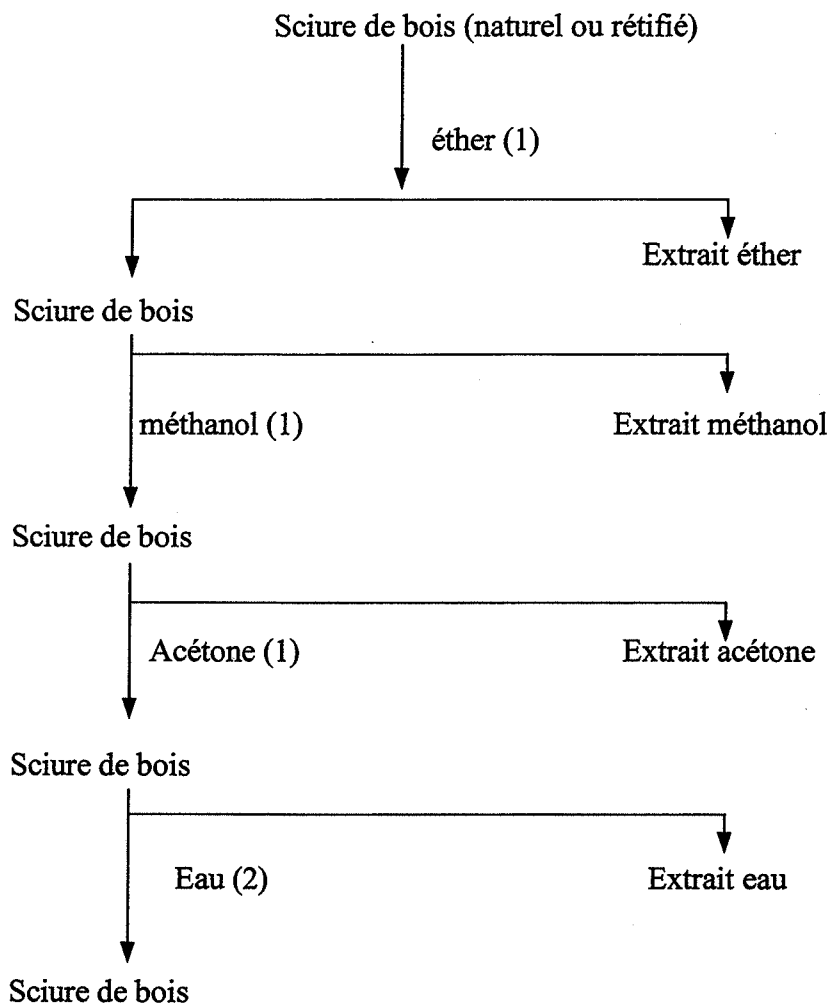 Sciure de bois (naturel ou rétifié)
éther (1)
Extrait éther
Sciure de bois
méthanol (1)
Extrait méthanol
Sciure de bois
Acétone (1)
Extrait acétone
Sciure de bois
Eau (2)
Extrait eau
Sciure de bois